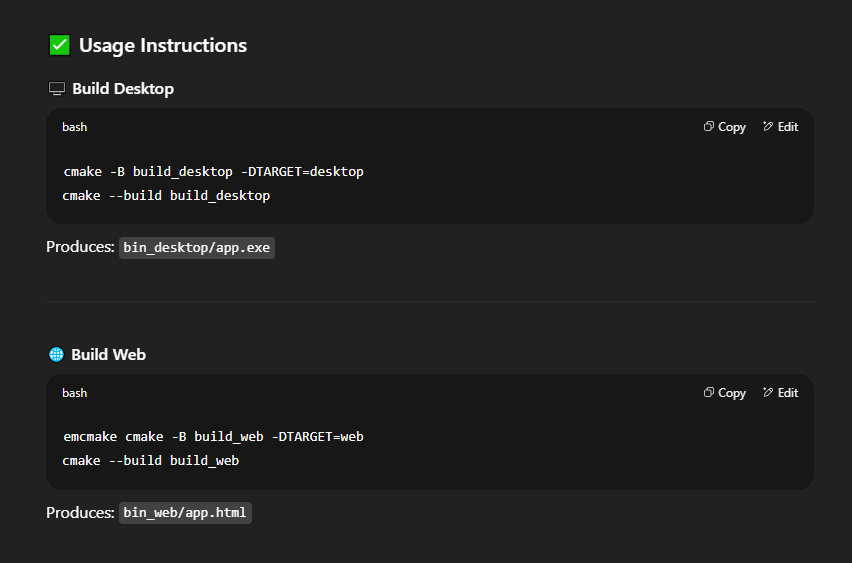 ✅ Usage Instructions
🖥️ Build Desktop
bash
Copy Edit
cmake -B build_desktop -DTARGET=desktop
cmake --build build_desktop
Produces: bin_desktop/app.exe
🌐 Build Web
bash
Copy Edit
emcmake cmake -B build_web -DTARGET=web
cmake --build build_web
Produces: bin_web/app.html